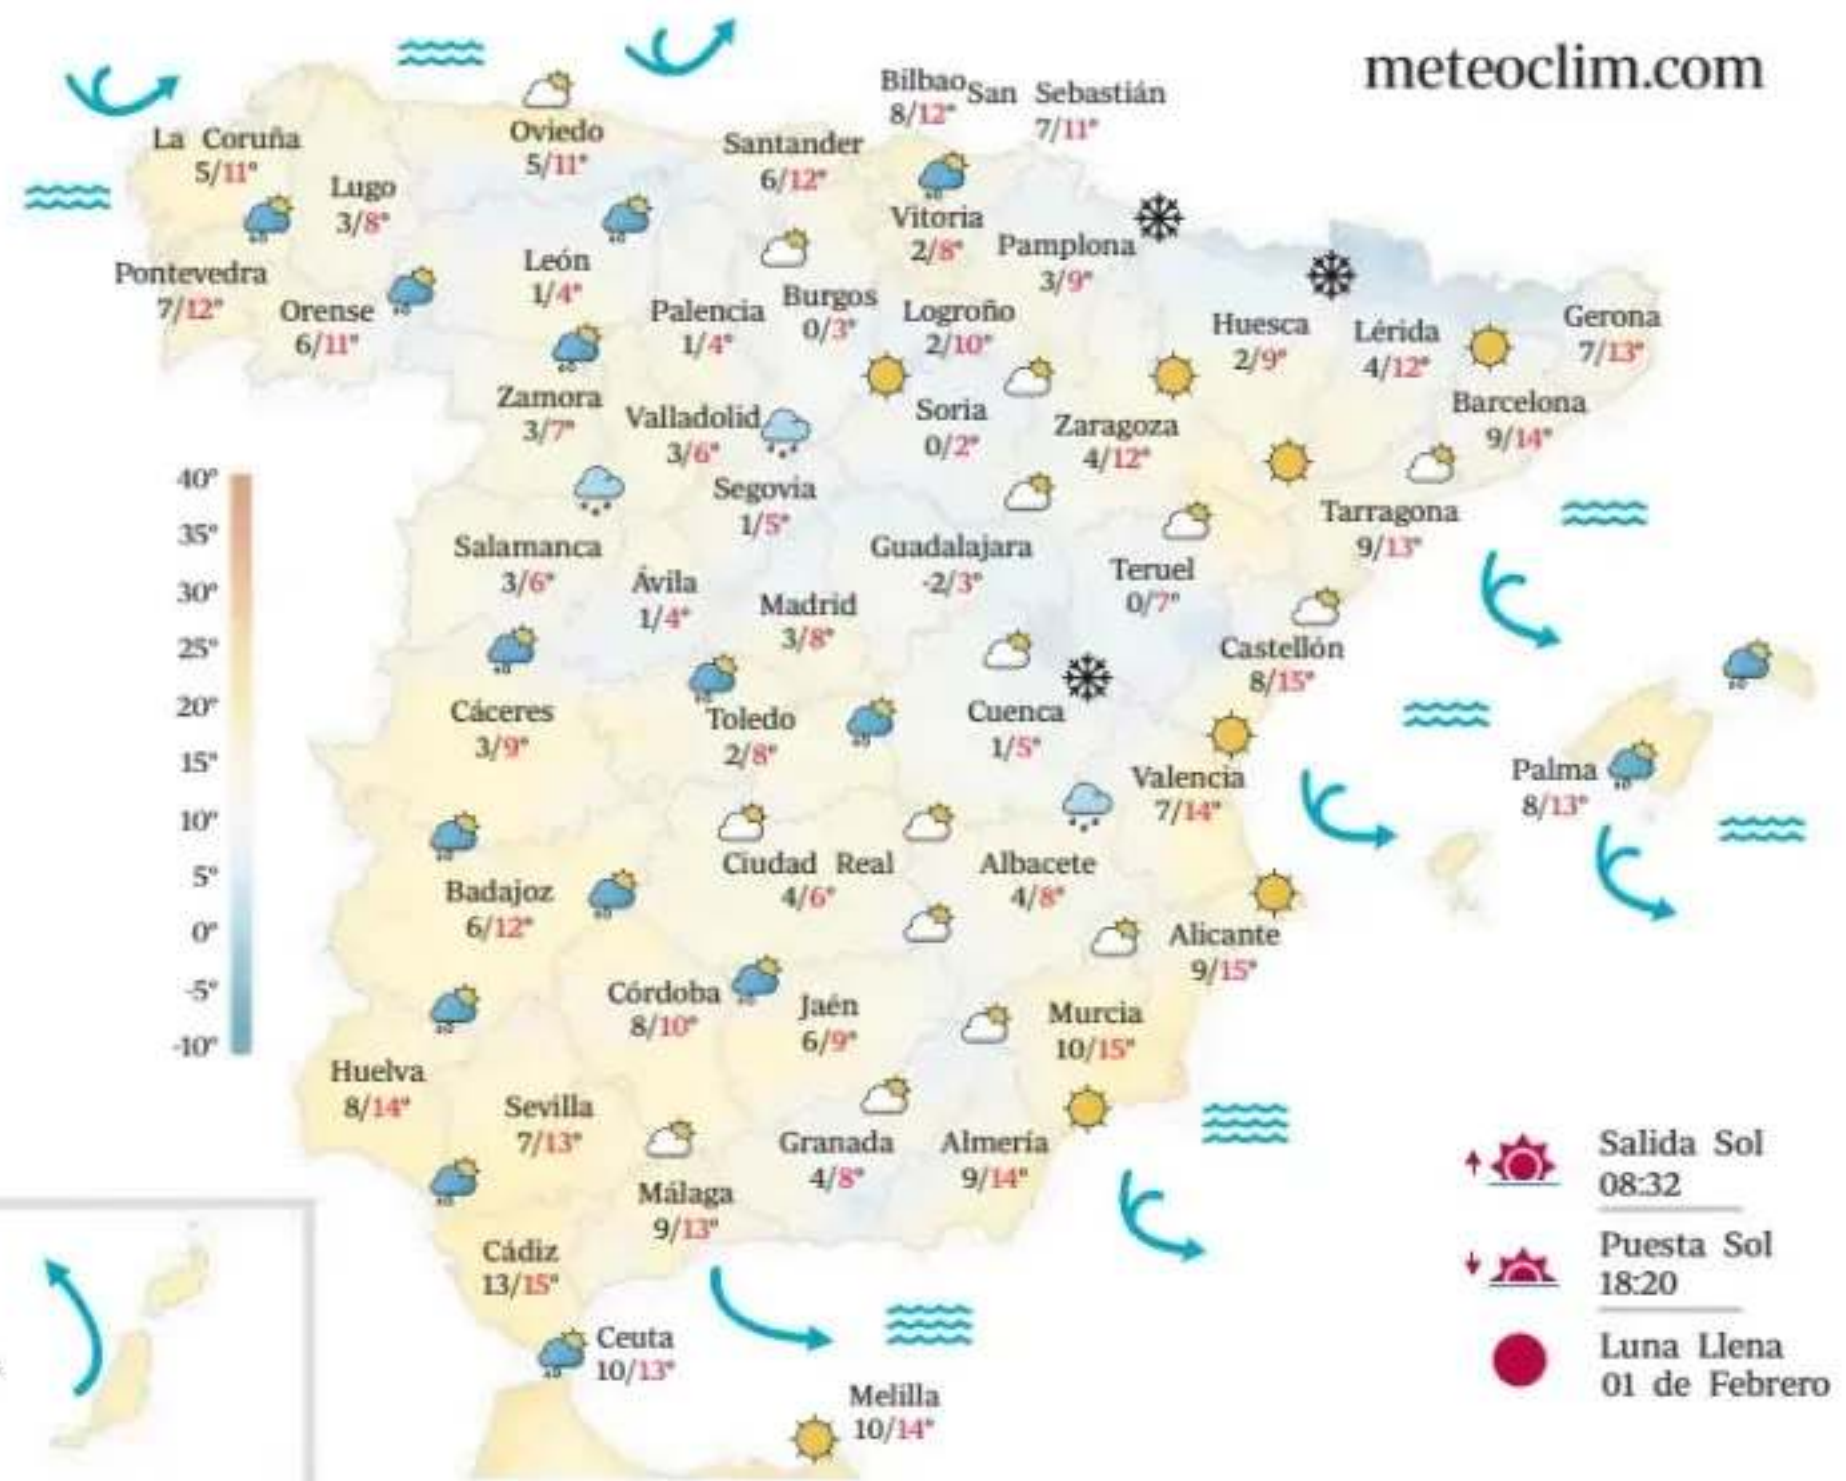 meteoclim.com
Bilbao
8/12°
San Sebastián
7/11°
La Coruña
5/11°
Oviedo
5/11°
Santander
6/12°
Lugo
3/8°
Vitoria
2/8°
Pamplona
3/9°
Pontevedra
7/12°
Orense
6/11°
León
1/4°
Palencia
1/4°
Burgos
0/3°
Logroño
2/10°
Huesca
2/9°
Lérida
4/12°
Gerona
7/13°
Zamora
3/7°
Valladolid
3/6°
Soria
0/2°
Zaragoza
4/12°
Barcelona
9/14°
Segovia
1/5°
Tarragona
9/13°
Salamanca
3/6°
Ávila
1/4°
Madrid
3/8°
Guadalajara
-2/3°
Teruel
0/7°
Castellón
8/15°
Cáceres
3/9°
Toledo
2/8°
Cuenca
1/5°
Valencia
7/14°
Palma
8/13°
Badajoz
6/12°
Ciudad Real
4/6°
Albacete
4/8°
Alicante
9/15°
Córdoba
8/10°
Jaén
6/9°
Murcia
10/15°
Huelva
8/14°
Sevilla
7/13°
Granada
4/8°
Almería
9/14°
Málaga
9/13°
Cádiz
13/15°
Ceuta
10/13°
Melilla
10/14°
40°
35°
30°
25°
20°
15°
10°
5°
0°
-5°
-10°
Salida Sol
08:32
Puesta Sol
18:20
Luna Llena
01 de Febrero